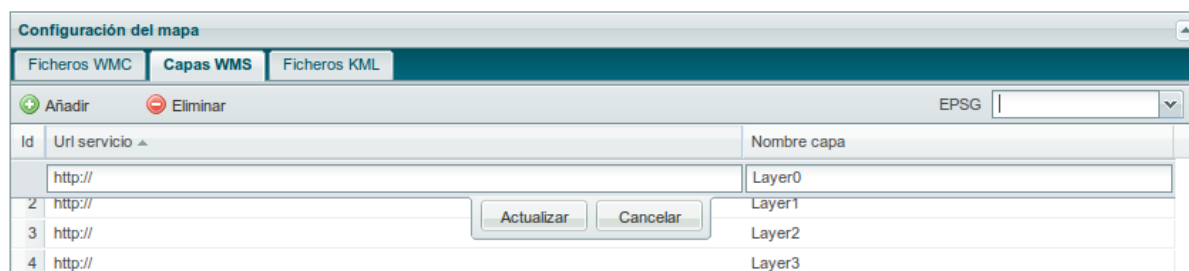 Configuración del mapa
Ficheros WMC Capas WMS Ficheros KML
Añadir Eliminar EPSG
Id Url servicio Nombre capa
http:// Layer0
2 http:// Layer1
Actualizar Cancelar
3 http:// Layer2
4 http:// Layer3